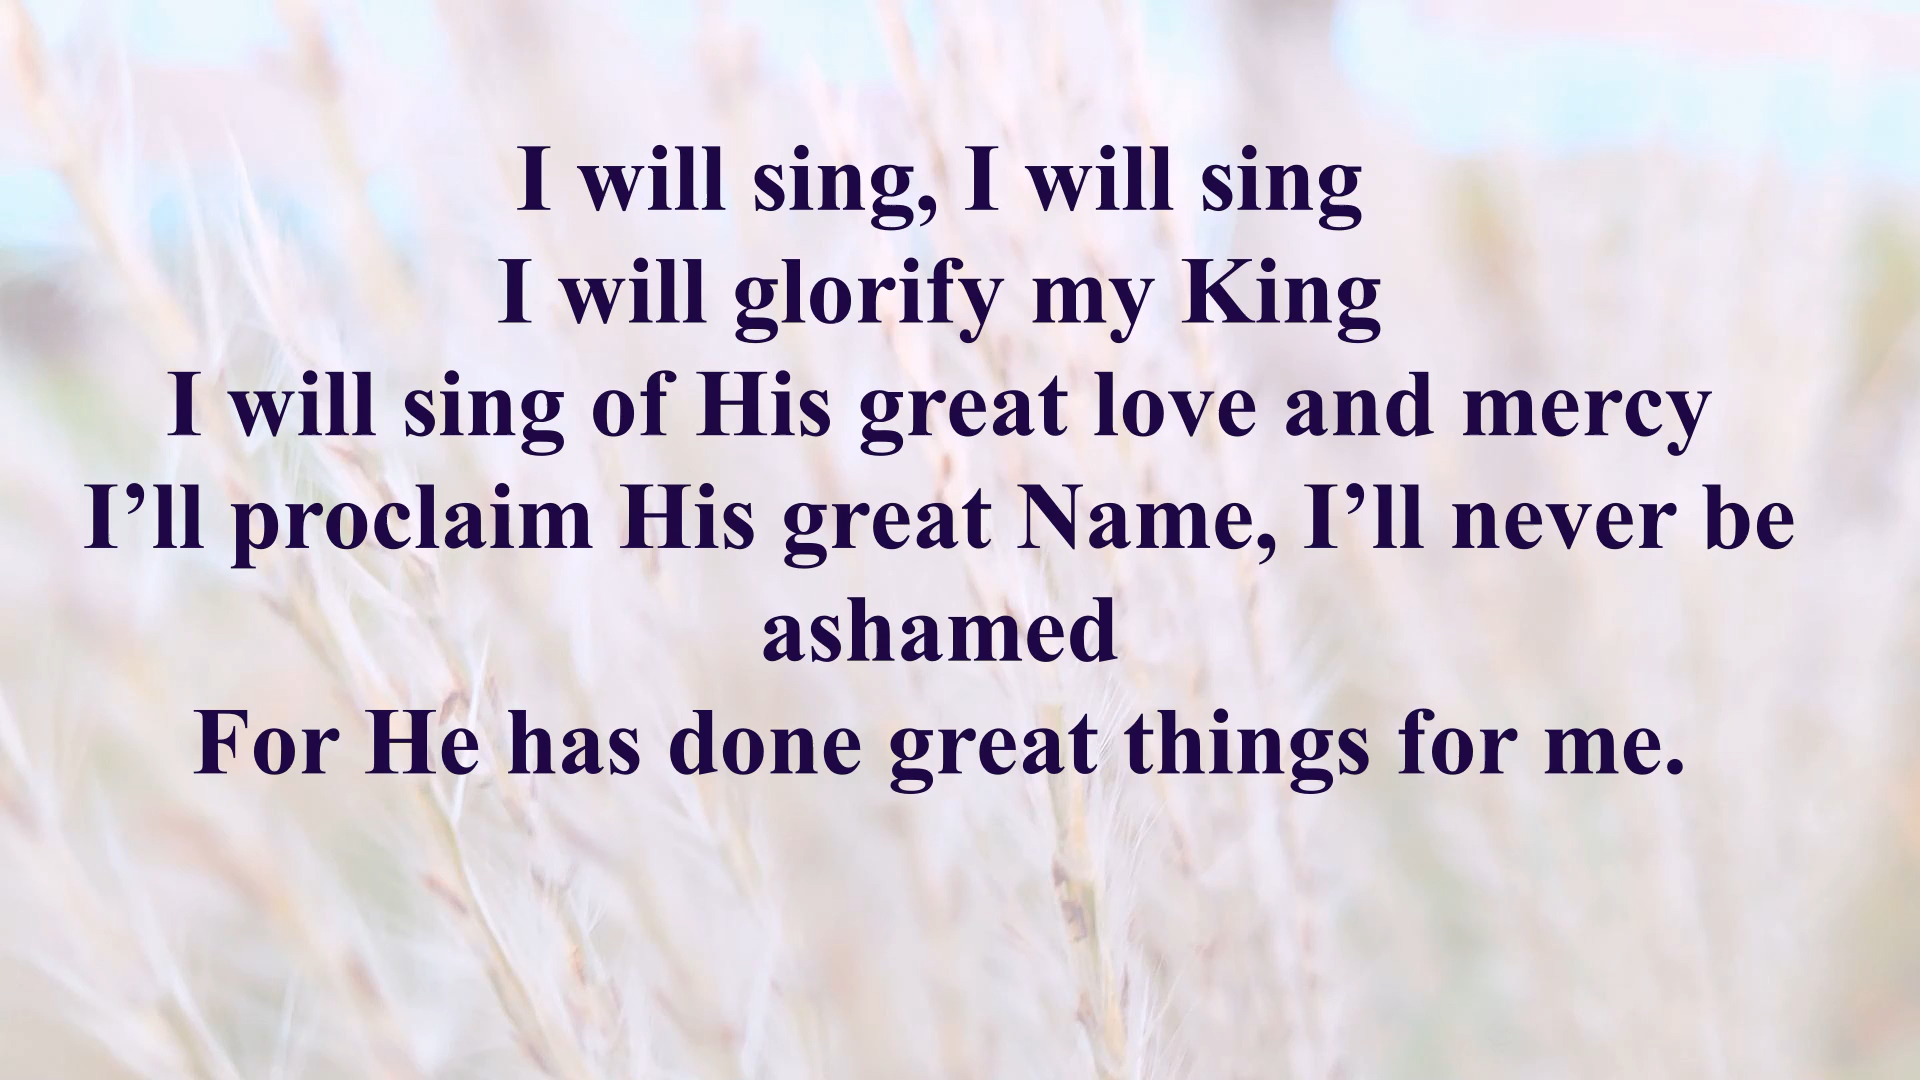 I will sing, I will sing
I will glorify my King
I will sing of His great love and mercy
I’ll proclaim His great Name, I’ll never be
ashamed
For He has done great things for me.